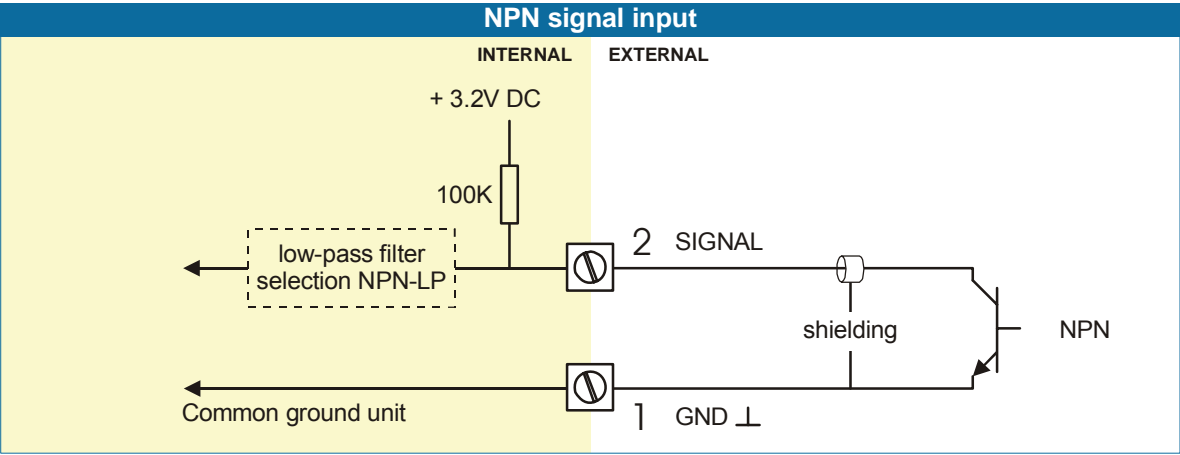 NPN signal input
INTERNAL EXTERNAL
+ 3.2V DC
100K
low-pass filter
selection NPN-LP
2 SIGNAL
shielding
NPN
Common ground unit
1 GND